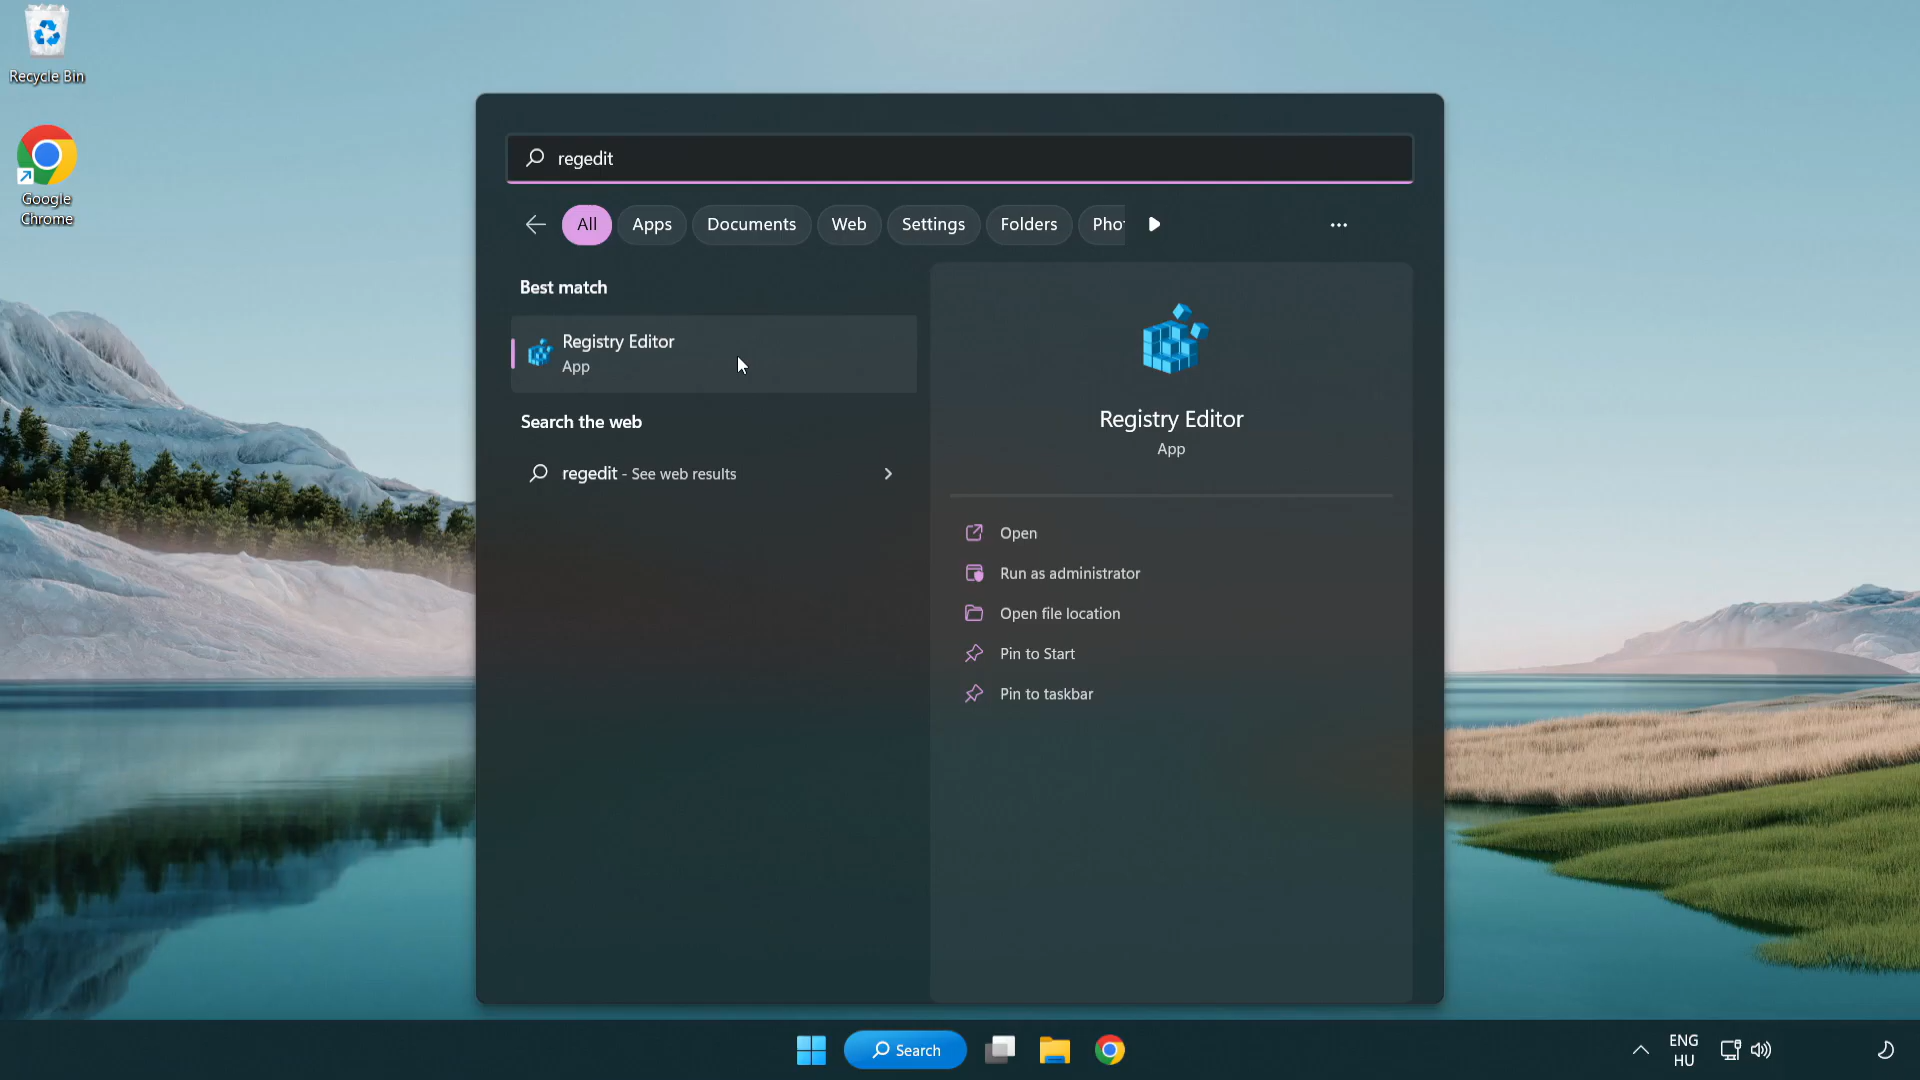 Recycle Bin
Google
Chrome
regedit
All
Apps
Documents
Web
Settings
Folders
Pho
Best match
Registry Editor
App
Search the web
regedit - See web results
Registry Editor
App
Open
Run as administrator
Open file location
Pin to Start
Pin to taskbar
Search
ENG
HU